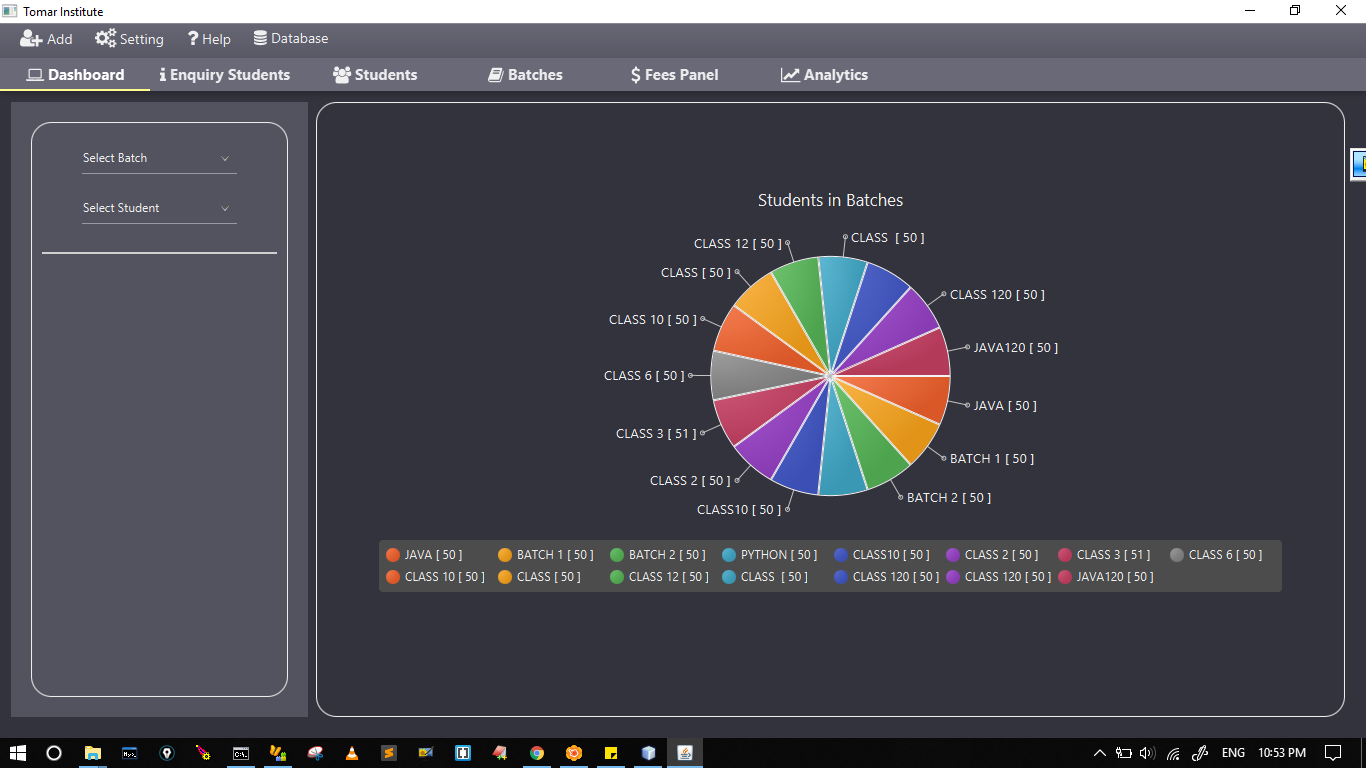 Tomar Institute
Add Setting Help Database
Dashboard Enquiry Students Students Batches Fees Panel Analytics
Select Batch
Select Student
Students in Batches
CLASS 12 [ 50 ]
CLASS  [ 50 ]
CLASS [ 50 ]
CLASS 120 [ 50 ]
CLASS 10 [ 50 ]
JAVA120 [ 50 ]
CLASS 6 [ 50 ]
JAVA [ 50 ]
CLASS 3 [ 51 ]
BATCH 1 [ 50 ]
CLASS 2 [ 50 ]
BATCH 2 [ 50 ]
CLASS10 [ 50 ]
JAVA [ 50 ] BATCH 1 [ 50 ] BATCH 2 [ 50 ] PYTHON [ 50 ] CLASS10 [ 50 ] CLASS 2 [ 50 ] CLASS 3 [ 51 ] CLASS 6 [ 50 ]
CLASS 10 [ 50 ] CLASS [ 50 ] CLASS 12 [ 50 ] CLASS  [ 50 ] CLASS 120 [ 50 ] CLASS 120 [ 50 ] JAVA120 [ 50 ]
ENG 10:53 PM